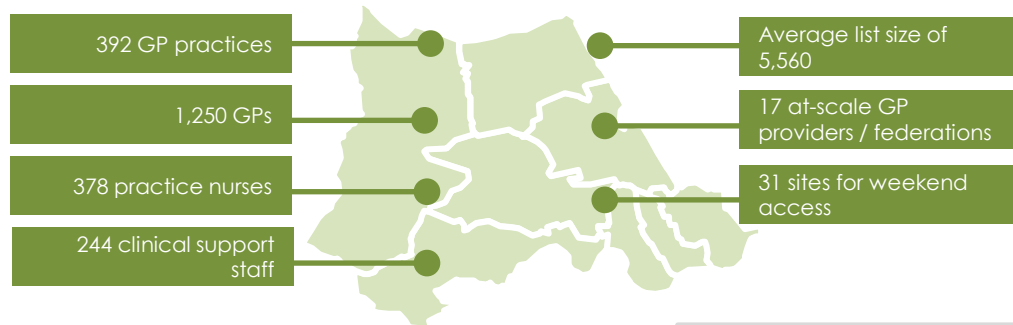 392 GP practices
1,250 GPs
378 practice nurses
244 clinical support
staff
Average list size of
5,560
17 at-scale GP
providers / federations
31 sites for weekend
access